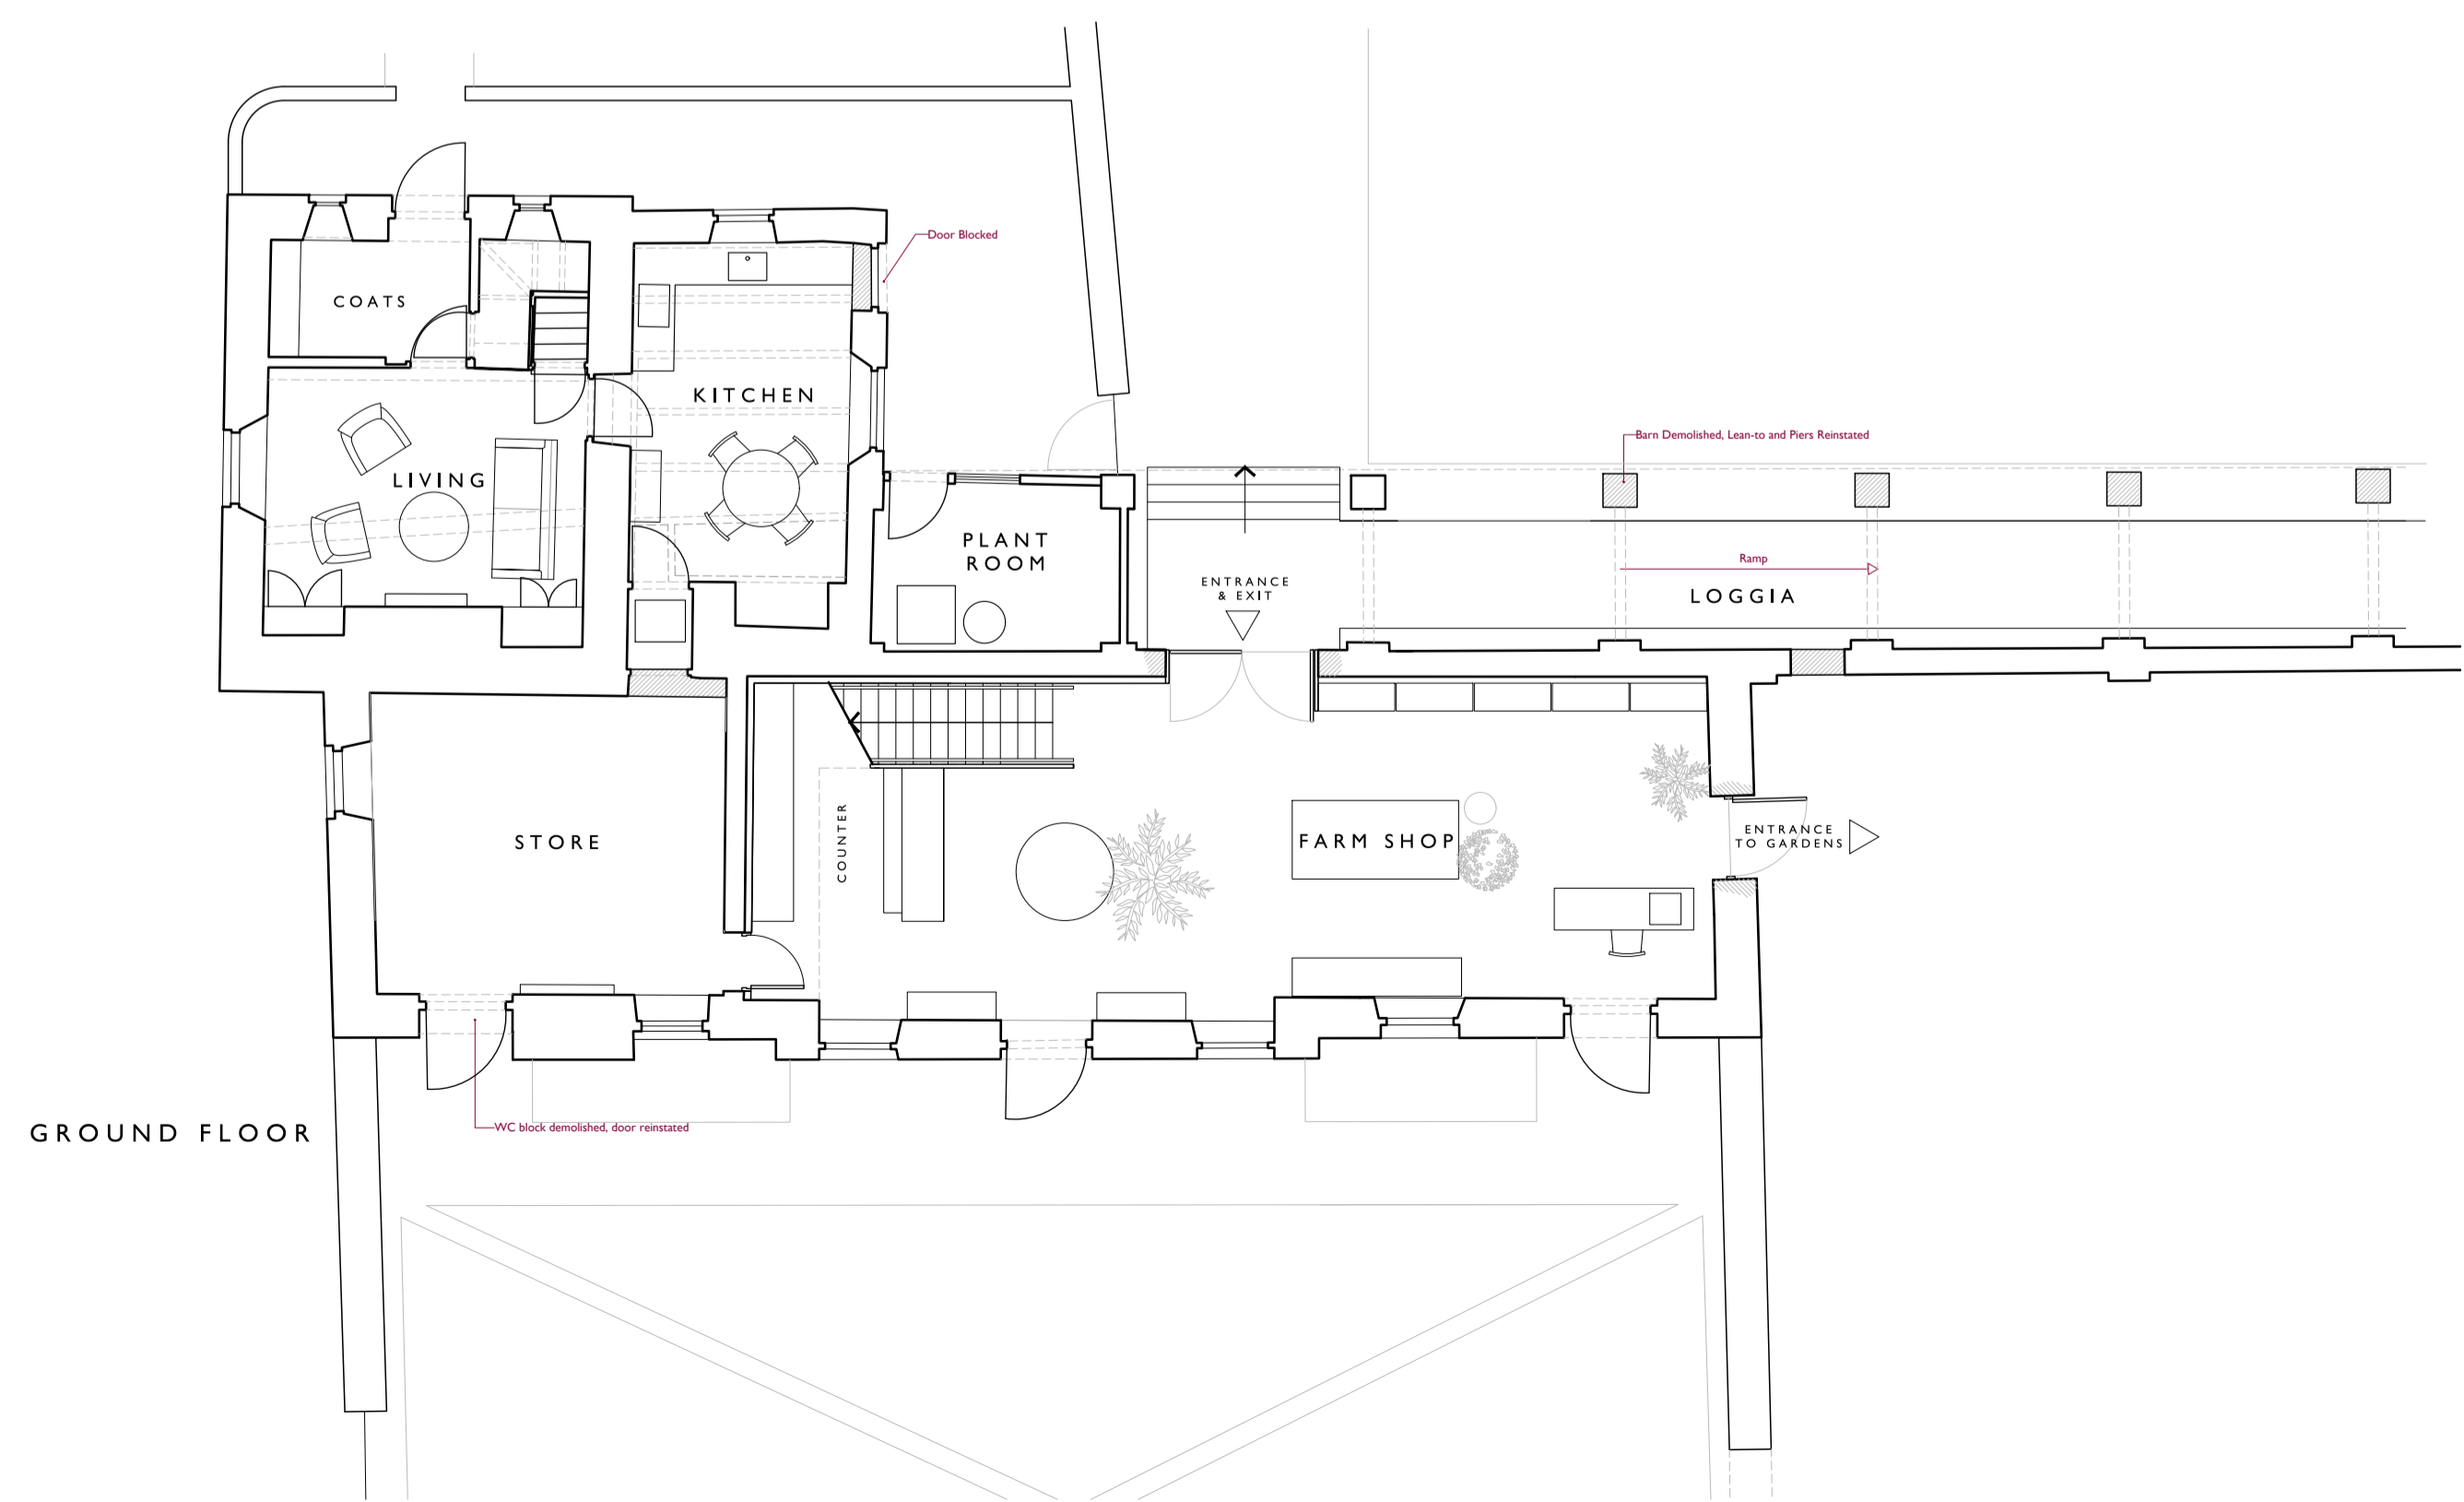 Door Blocked
COATS
KITCHEN
Barn Demolished, Lean-to and Piers Reinstated
LIVING
PLANT
ROOM
Ramp
ENTRANCE
& EXIT
LOGGIA
STORE
COUNTER
FARM SHOP
ENTRANCE
TO GARDENS
WC block demolished, door reinstated
GROUND FLOOR